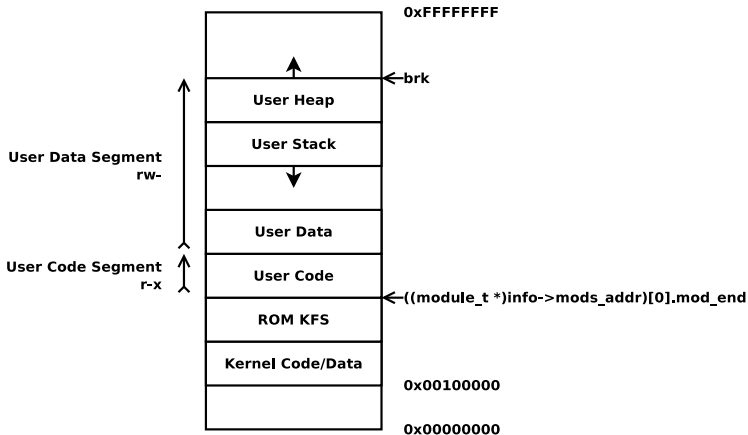 0xFFFFFFFF
brk
User Heap
User Stack
User Data Segment
rw-
User Data
User Code Segment
r-x
User Code
((module_t *)info->mods_addr)[0].mod_end
ROM KFS
Kernel Code/Data
0x00100000
0x00000000